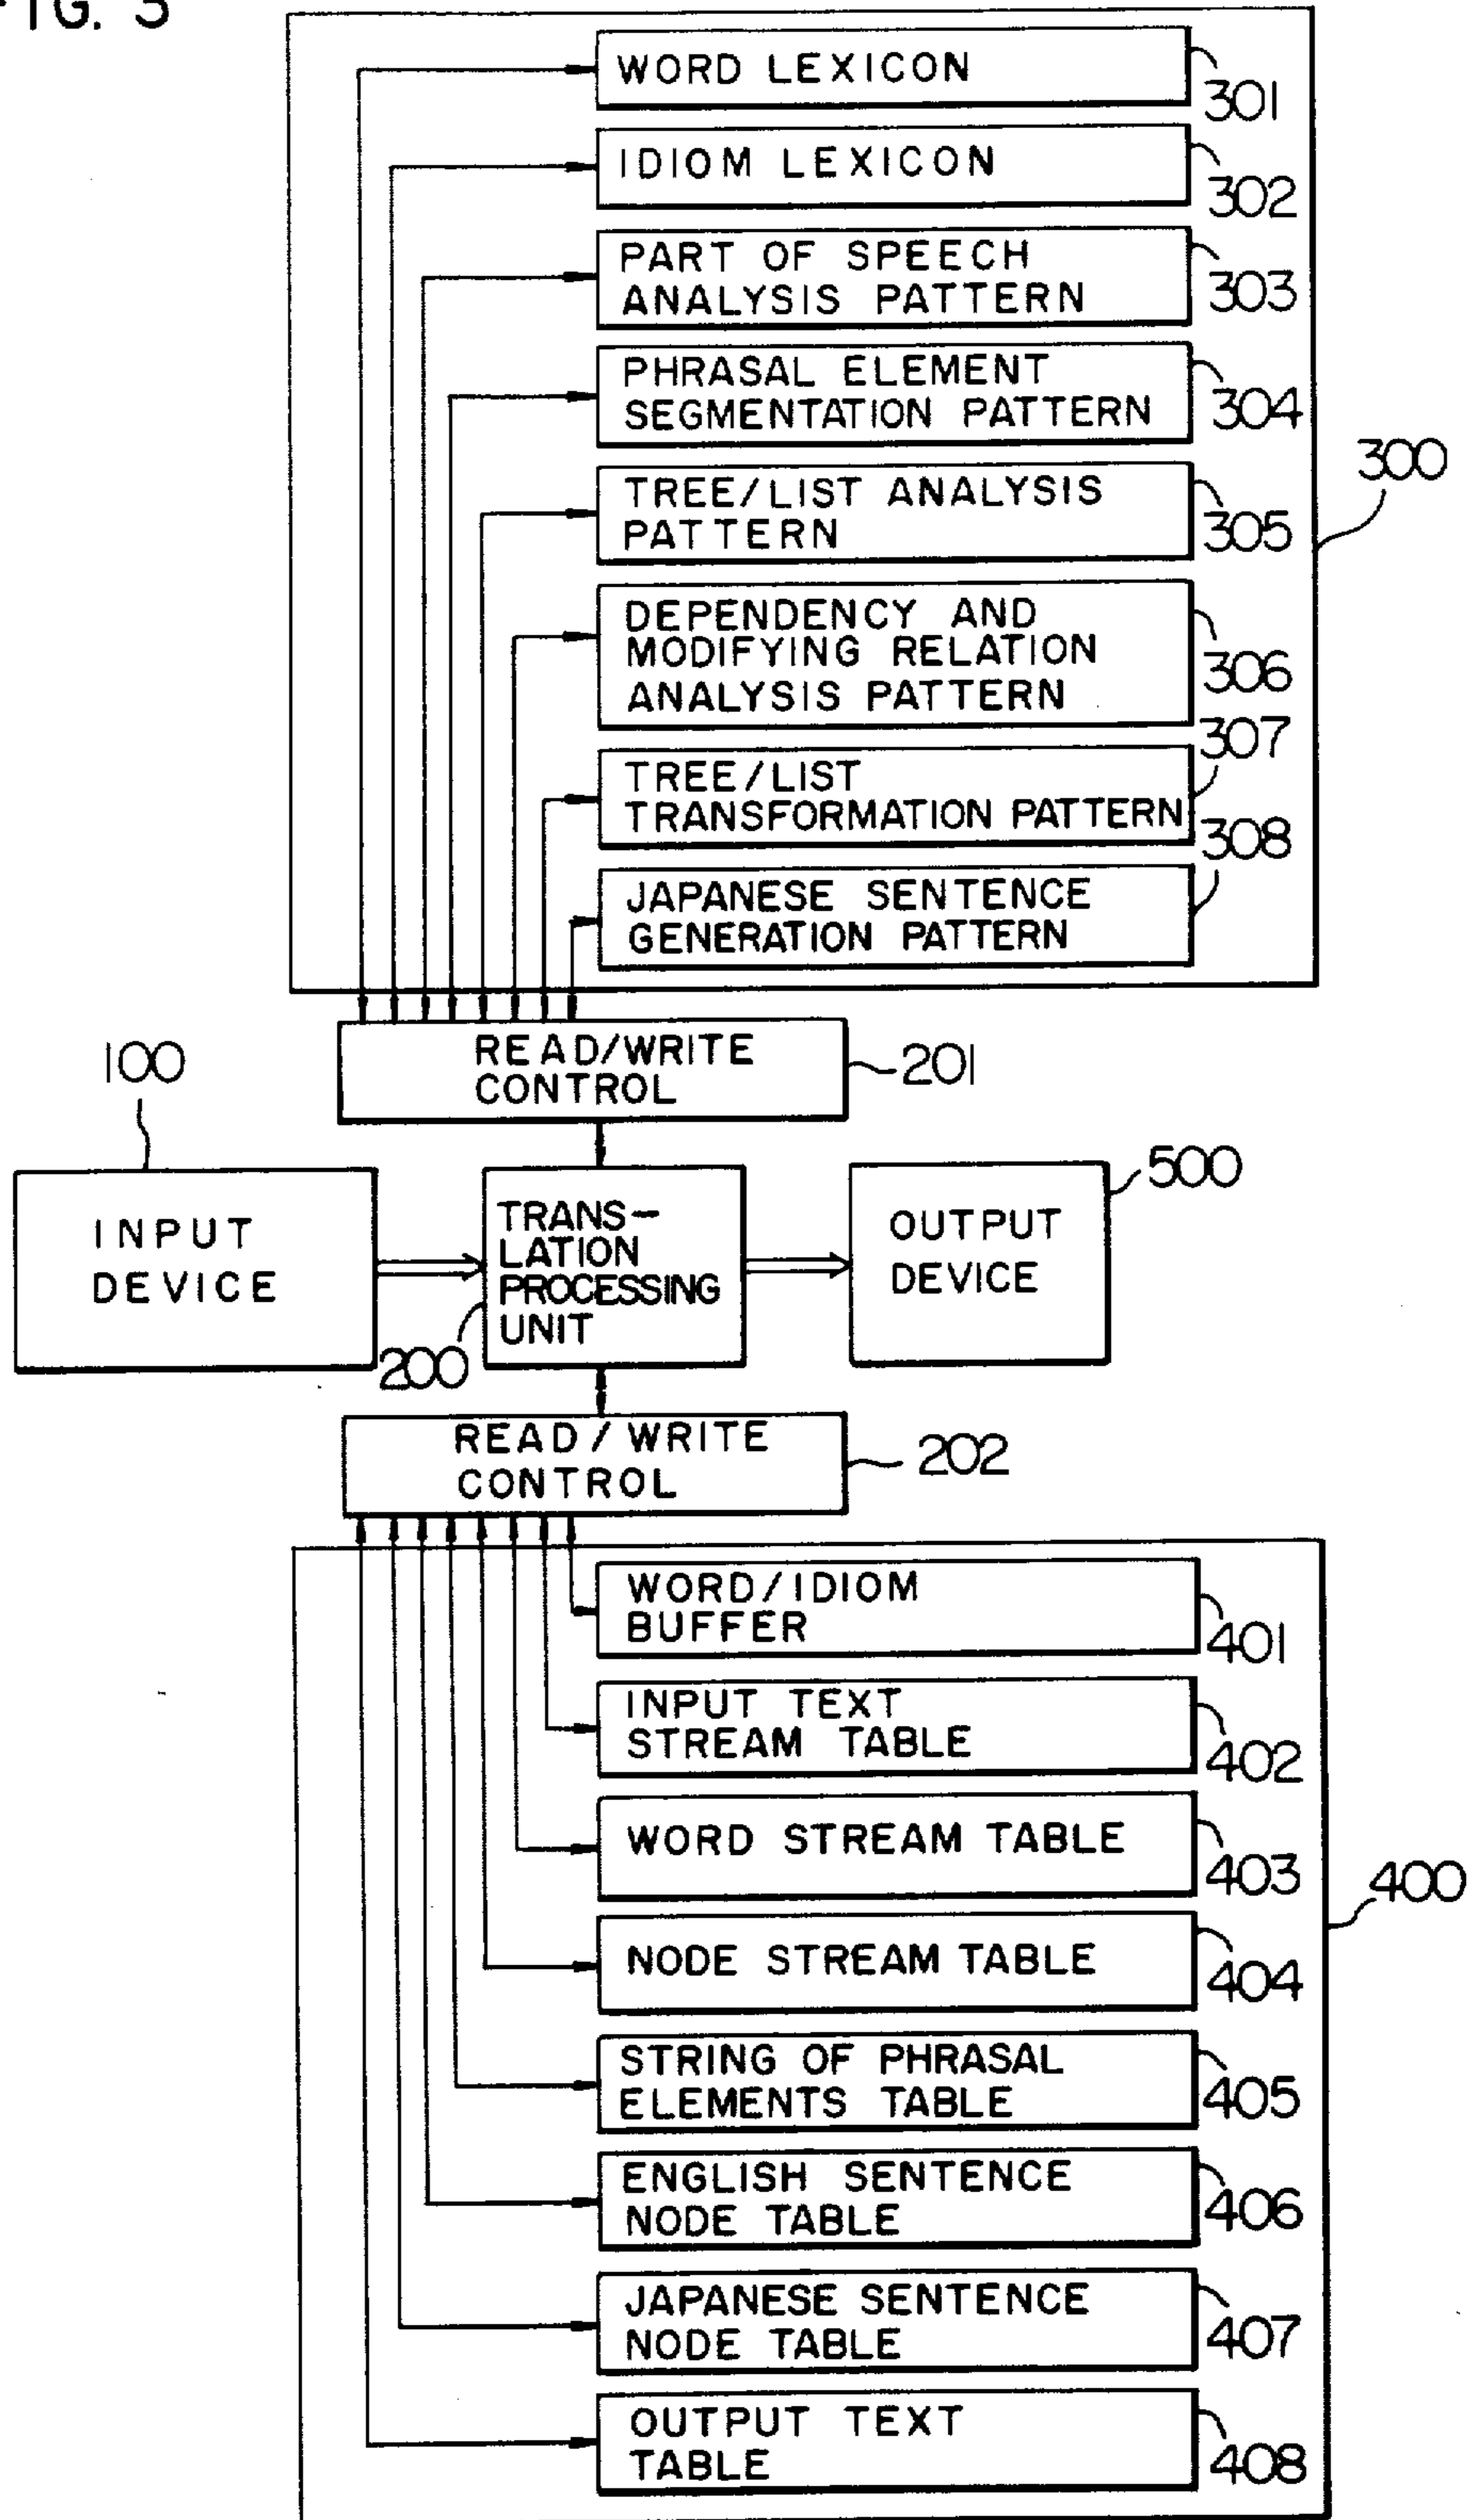 FIG. 3
WORD LEXICON
301
IDIOM LEXICON
302
PART OF SPEECH
ANALYSIS PATTERN
303
PHRASAL ELEMENT
SEGMENTATION PATTERN
304
300
TREE/LIST ANALYSIS
PATTERN
305
DEPENDENCY AND
MODIFYING RELATION
ANALYSIS PATTERN
306
307
TREE/LIST
TRANSFORMATION PATTERN
308
JAPANESE SENTENCE
GENERATION PATTERN
READ/WRITE
CONTROL
201
100
INPUT
DEVICE
TRANS-
LATION
PROCESSING
UNIT
200
500
OUTPUT
DEVICE
READ/WRITE
CONTROL
202
WORD/IDIOM
BUFFER
401
INPUT TEXT
STREAM TABLE
402
WORD STREAM TABLE
403
400
NODE STREAM TABLE
404
STRING OF PHRASAL
ELEMENTS TABLE
405
ENGLISH SENTENCE
NODE TABLE
406
JAPANESE SENTENCE
NODE TABLE
407
OUTPUT TEXT
TABLE
408